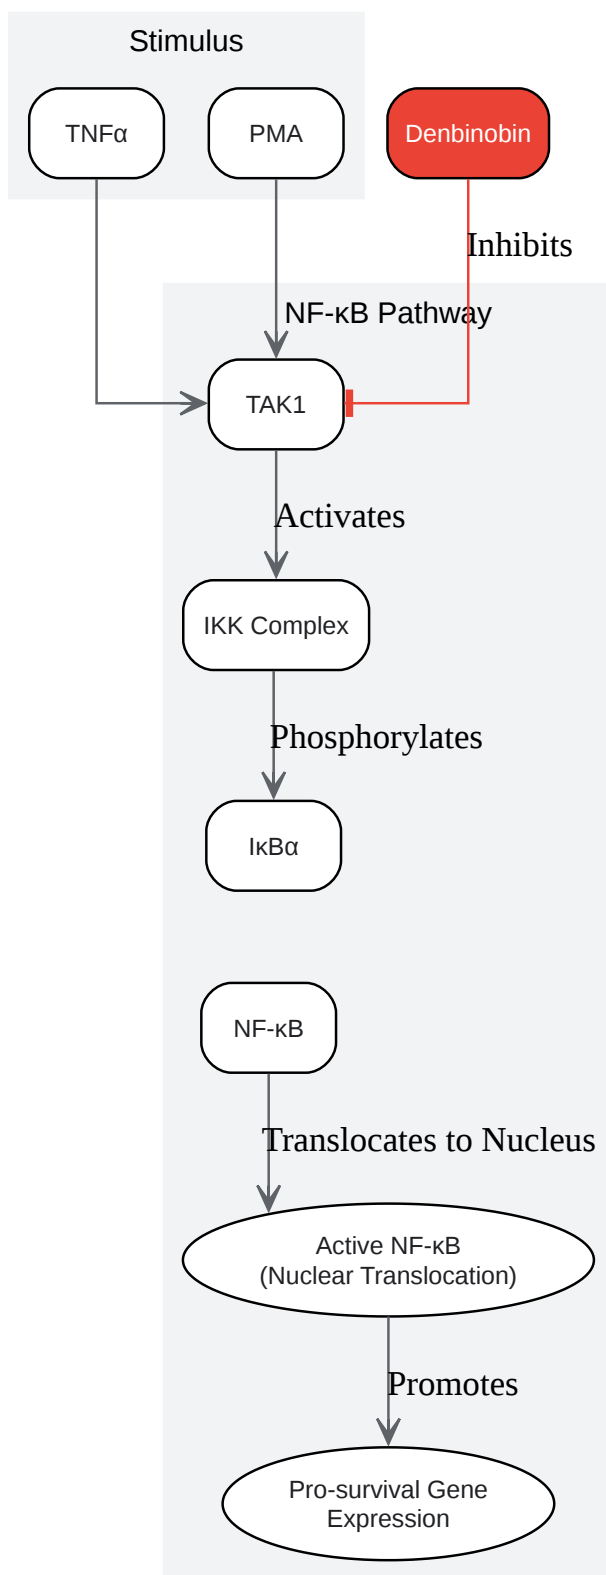 Stimulus
TNFα
PMA
Denbinobin
Inhibits
NF-κB Pathway
TAK1
Activates
IKK Complex
Phosphorylates
IκBα
NF-κB
Translocates to Nucleus
Active NF-κB
(Nuclear Translocation)
Promotes
Pro-survival Gene
Expression